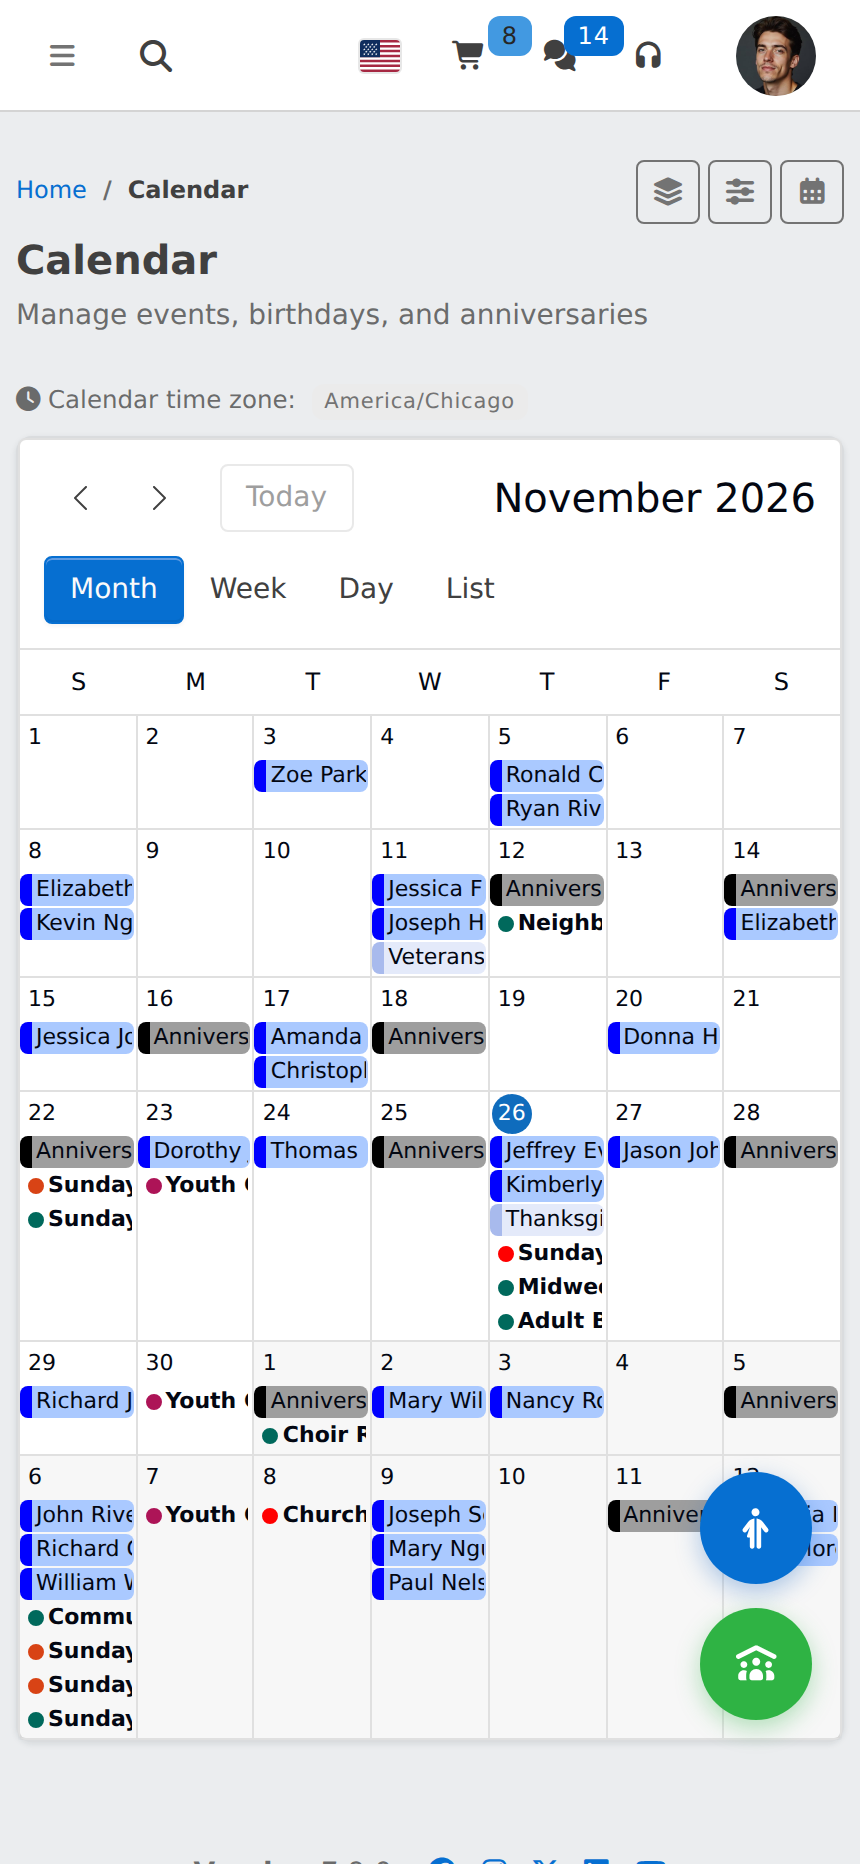 8
14
Home / Calendar
Calendar
Manage events, birthdays, and anniversaries
Calendar time zone: America/Chicago
Today
November 2026
Month Week Day List
S M T W T F S
1 2 3 4 5 6 7
Zoe Park Ronald C
Ryan Riv
8 9 10 11 12 13 14
Elizabeth Jessica F Annivers Annivers
Kevin Ng Joseph H Neighb Elizabeth
Veterans
15 16 17 18 19 20 21
Jessica Jo Annivers Amanda Annivers Donna H
Christoph
22 23 24 25 26 27 28
Annivers Dorothy Thomas Annivers Jeffrey Ev Jason Joh Annivers
Sunday Youth Kimberly
Sunday Thanksgi
Sunday
Midwee
Adult B
29 30 1 2 3 4 5
Richard J Youth Annivers Mary Wil Nancy Ro Annivers
Choir R
6 7 8 9 10 11
John Rive Youth Church Joseph S Anniver
Richard Mary Ngu
William W Paul Nels
Commu
Sunday
Sunday
Sunday